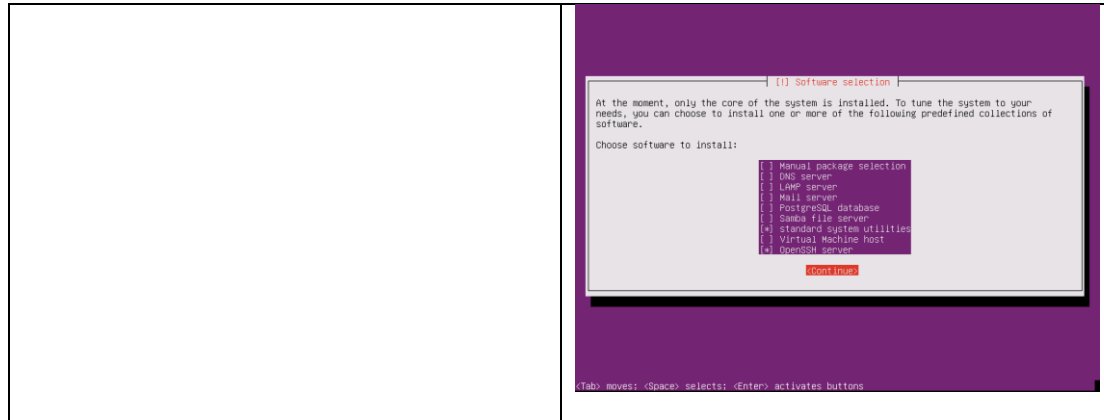 [!] Software selection
At the moment, only the core of the system is installed. To tune the system to your
needs, you can choose to install one or more of the following predefined collections of
software.
Choose software to install:
[ ] Manual package selection
[ ] DNS server
[ ] LAMP server
[ ] Mail server
[ ] PostgreSQL database
[ ] Samba file server
[*] standard system utilities
[ ] Virtual Machine host
[*] OpenSSH server
<Continue>
<Tab> moves; <Space> selects; <Enter> activates buttons